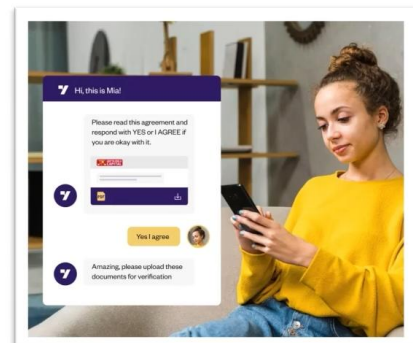 Hi, this is Mia!
Please read this agreement and
respond with YES or I AGREE if
you are okay with it.
PDF
Yes I agree
Amazing, please upload these
documents for verification